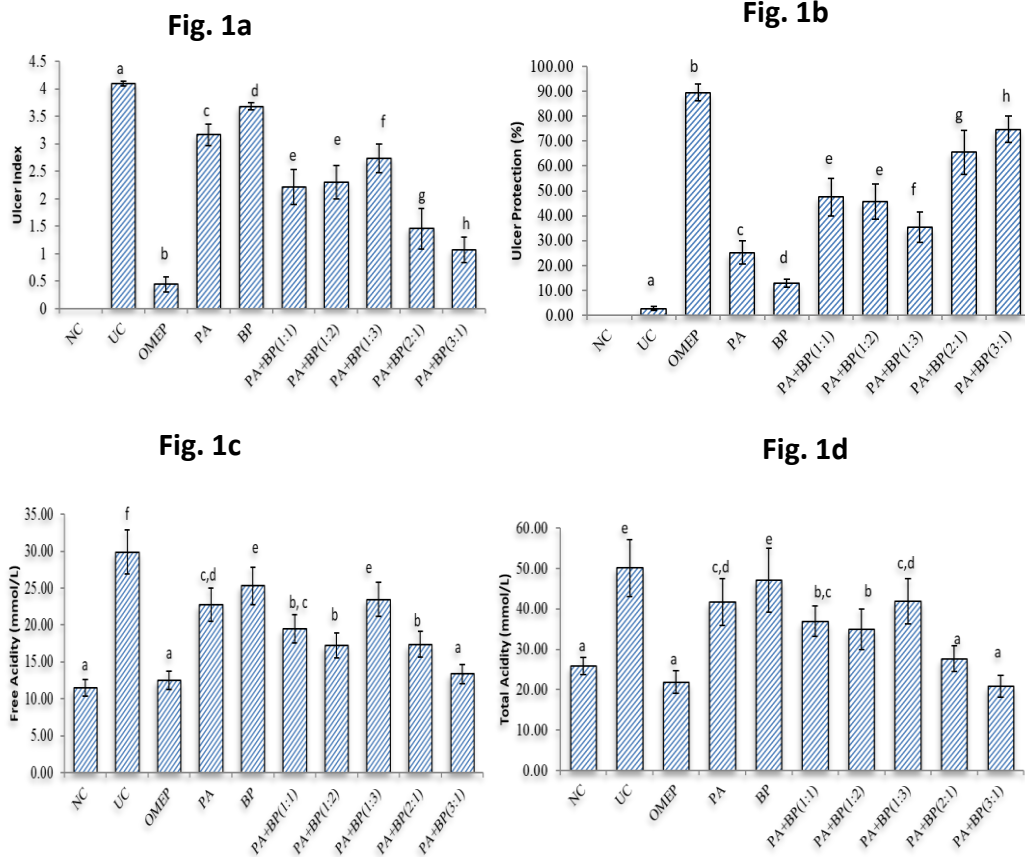 Fig. 1a
Ulcer Index
4.5
4
3.5
3
2.5
2
1.5
1
0.5
0
a
b
c
d
e
e
f
g
h
NC
UC
OMEP
PA
BP
PA+BP(1:1)
PA+BP(1:2)
PA+BP(1:3)
PA+BP(2:1)
PA+BP(3:1)
Fig. 1b
Ulcer Protection (%)
100.00
90.00
80.00
70.00
60.00
50.00
40.00
30.00
20.00
10.00
0.00
a
b
c
d
e
e
f
g
h
NC
UC
OMEP
PA
BP
PA+BP(1:1)
PA+BP(1:2)
PA+BP(1:3)
PA+BP(2:1)
PA+BP(3:1)
Fig. 1c
Free Acidity (mmol/L)
35.00
30.00
25.00
20.00
15.00
10.00
5.00
0.00
a
f
a
c,d
e
b, c
b
e
b
a
NC
UC
OMEP
PA
BP
PA+BP(1:1)
PA+BP(1:2)
PA+BP(1:3)
PA+BP(2:1)
PA+BP(3:1)
Fig. 1d
Total Acidity (mmol/L)
60.00
50.00
40.00
30.00
20.00
10.00
0.00
a
e
a
c,d
e
b,c
b
c,d
a
a
NC
UC
OMEP
PA
BP
PA+BP(1:1)
PA+BP(1:2)
PA+BP(1:3)
PA+BP(2:1)
PA+BP(3:1)